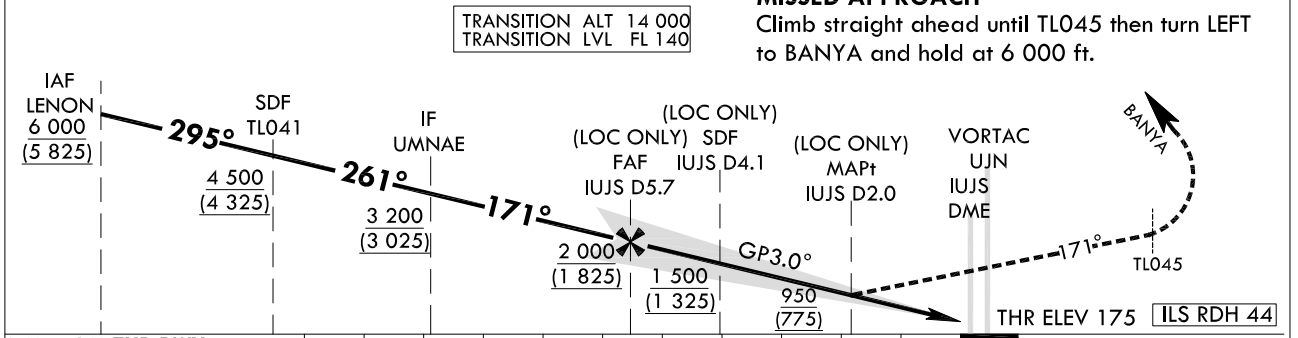 MISSED APPROACH
TRANSITION ALT 14 000
TRANSITION LVL FL 140
Climb straight ahead until TL045 then turn LEFT
to BANYA and hold at 6 000 ft.
IAF
LENON
6 000
(5 825)
295°
SDF
TL041
4 500
(4 325)
261°
IF
UMNAE
3 200
(3 025)
171°
(LOC ONLY)
FAF
IUJS D5.7
2 000
(1 825)
(LOC ONLY)
SDF
IUJS D4.1
1 500
(1 325)
GP3.0°
(LOC ONLY)
MAPt
IUJS D2.0
950
(775)
VORTAC
UJN
IUJS
DME
171°
TL045
BANYA
THR ELEV 175
ILS RDH 44